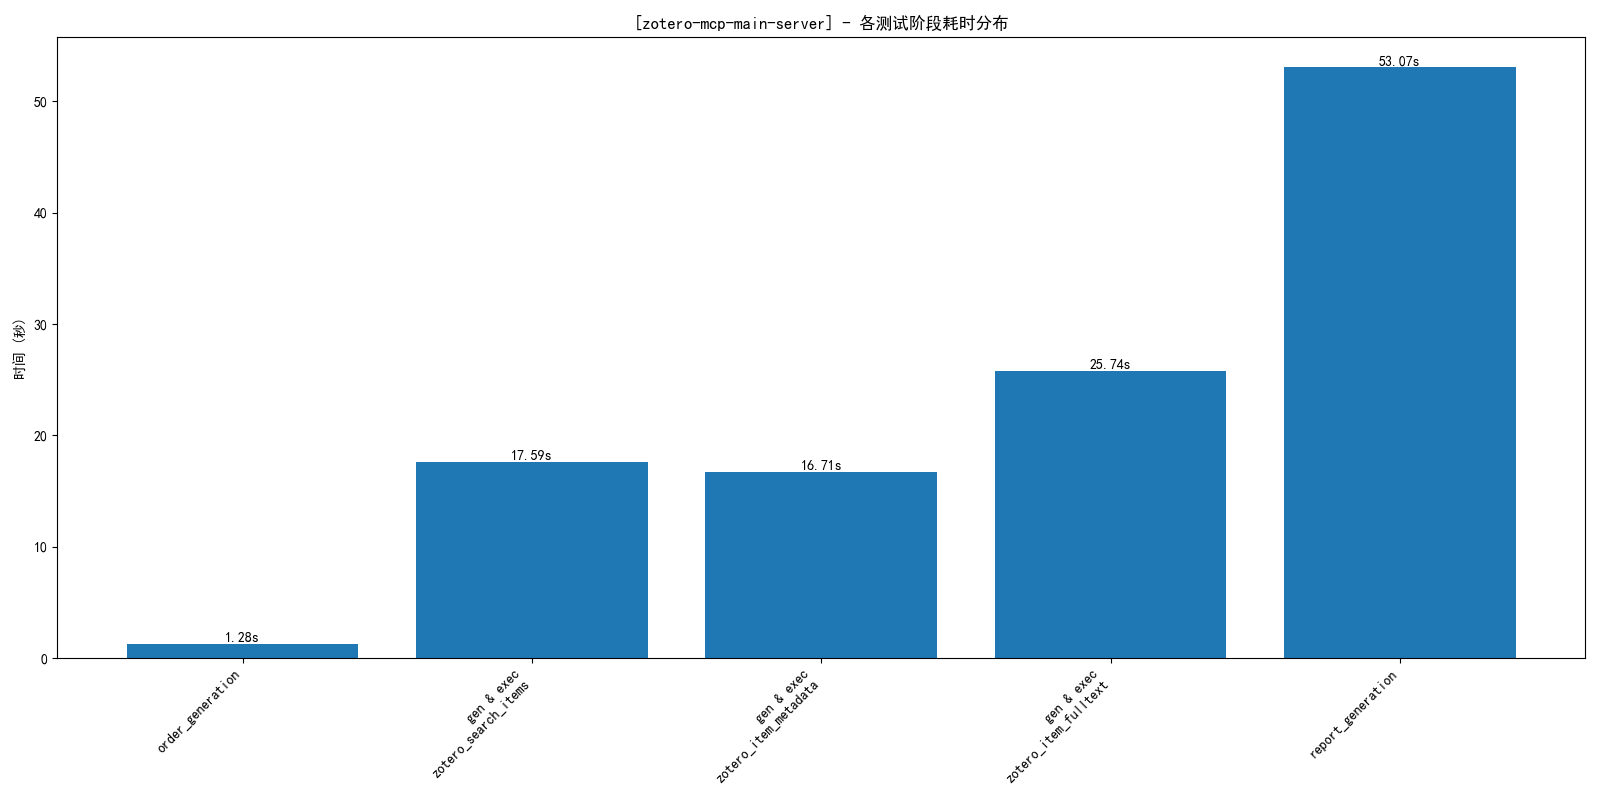 [zotero-mcp-main-server] - 各测试阶段耗时分布
时间 (秒)
50
40
30
20
10
0
1.28s
17.59s
16.71s
25.74s
53.07s
order_generation
gen & exec
zotero_search_items
gen & exec
zotero_item_metadata
gen & exec
zotero_item_fulltext
report_generation